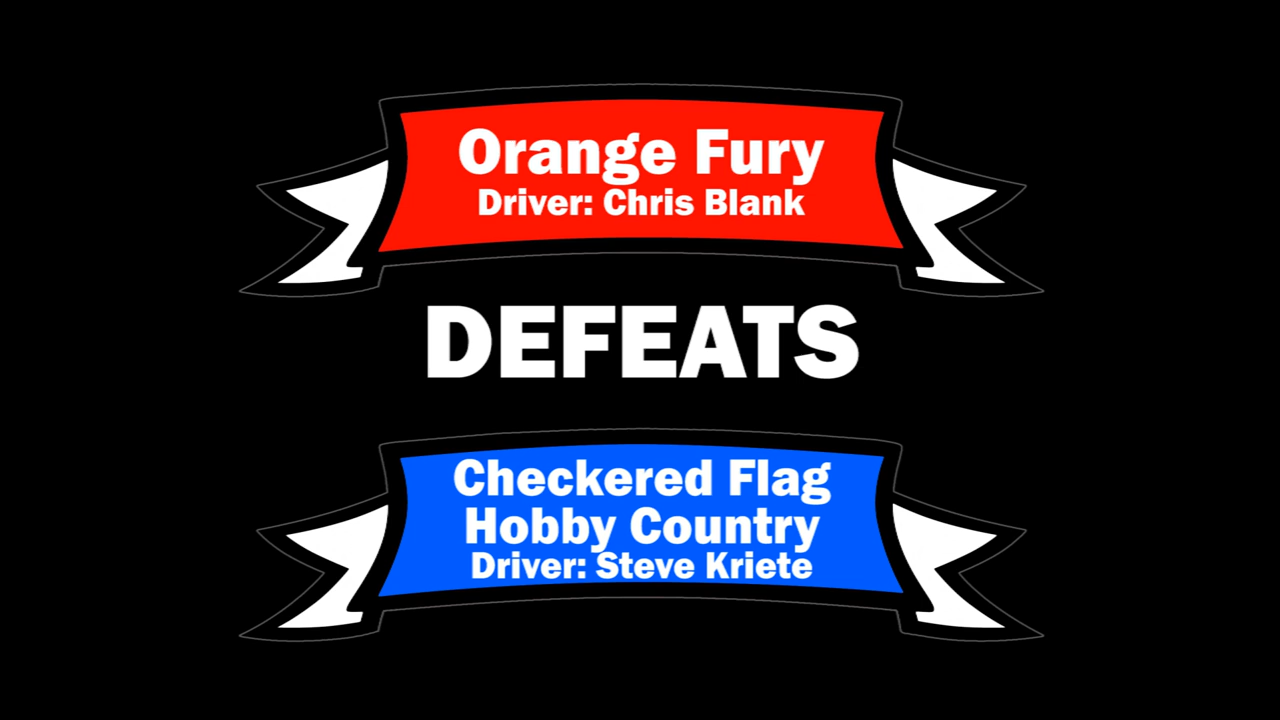 Orange Fury
Driver: Chris Blank
DEFEATS
Checkered Flag
Hobby Country
Driver: Steve Kriete